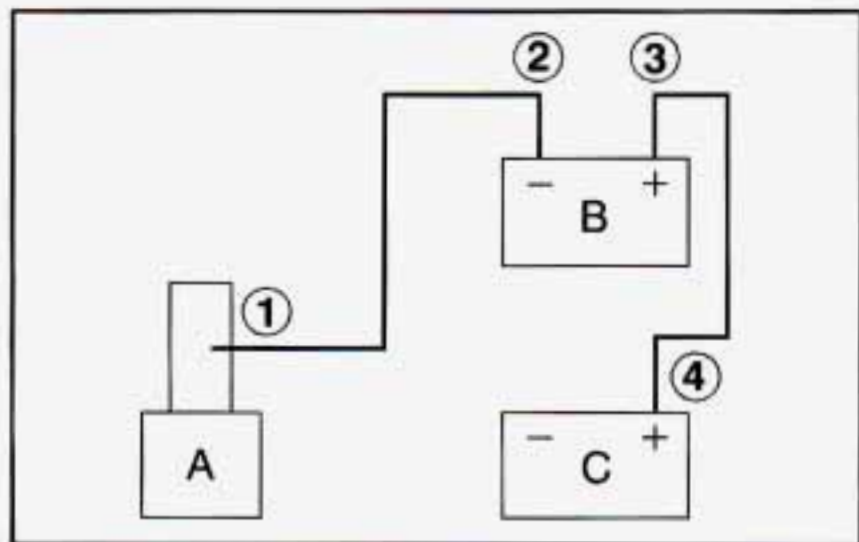 ② ③
− +
B
①
④
− +
A C